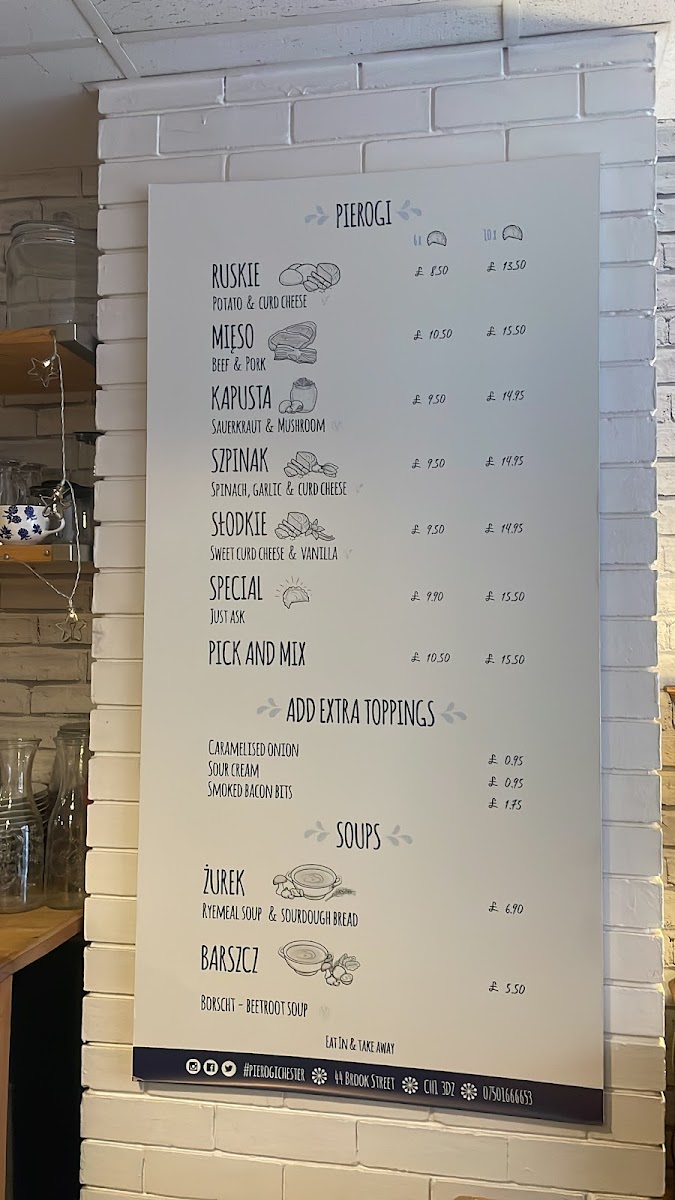 PIEROGI
6x 10x
RUSKIE £ 8.50 £ 13.50
POTATO & CURD CHEESE
MIĘSO £ 10.50 £ 15.50
BEEF & PORK
KAPUSTA £ 9.50 £ 14.95
SAUERKRAUT & MUSHROOM
SZPINAK £ 9.50 £ 14.95
SPINACH, GARLIC & CURD CHEESE
SŁODKIE £ 9.50 £ 14.95
SWEET CURD CHEESE & VANILLA
SPECIAL £ 9.90 £ 15.50
JUST ASK
PICK AND MIX £ 10.50 £ 15.50
ADD EXTRA TOPPINGS
CARAMELISED ONION £ 0.95
SOUR CREAM £ 0.95
SMOKED BACON BITS £ 1.75
SOUPS
ŻUREK
RYEMEAL SOUP & SOURDOUGH BREAD £ 6.90
BARSZCZ £ 5.50
BORSCHT - BEETROOT SOUP
EAT IN & TAKE AWAY
#PIEROGICHESTER 44 BROOK STREET CH1 3DZ 07501666653